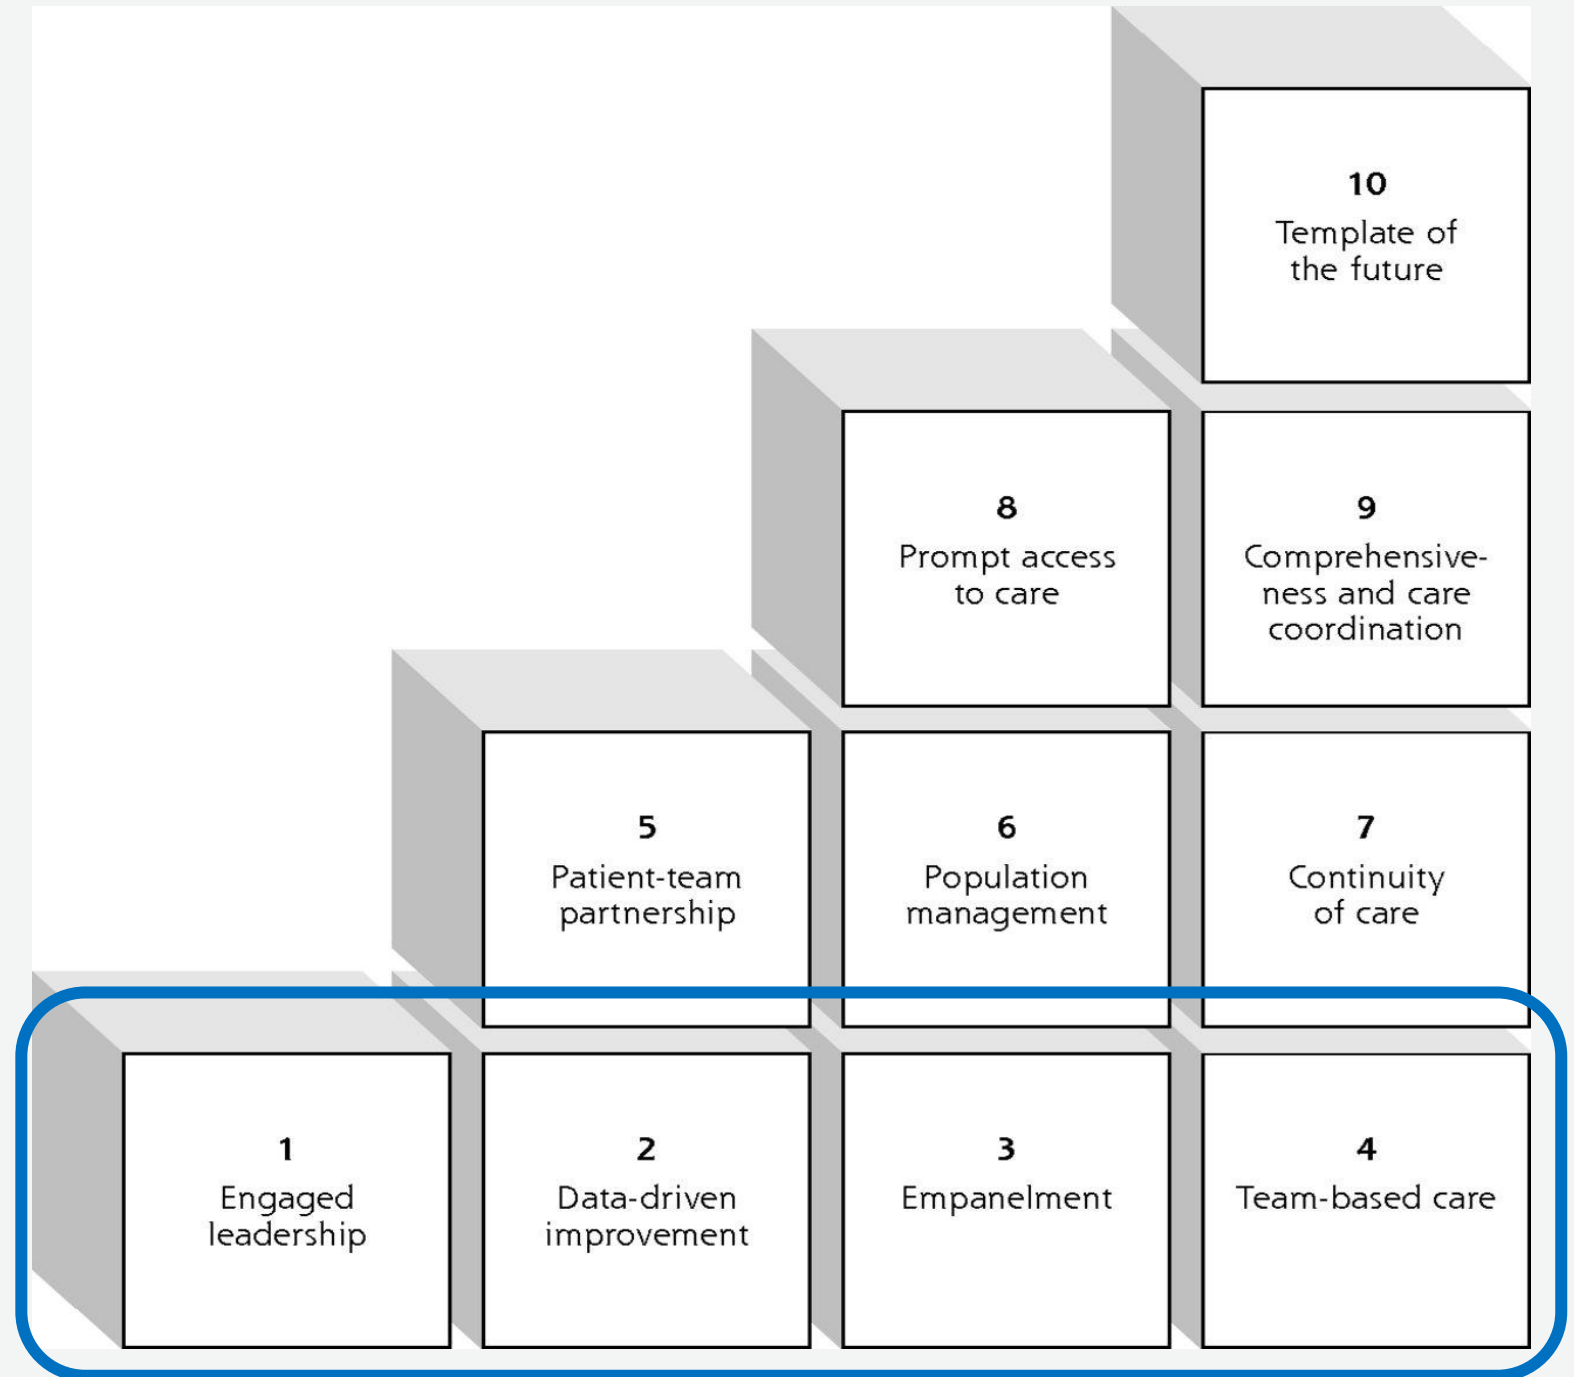 10
Template of
the future
8
Prompt access
to care
9
Comprehensive-
ness and care
coordination
5
Patient-team
partnership
6
Population
management
7
Continuity
of care
1
Engaged
leadership
2
Data-driven
improvement
3
Empanelment
4
Team-based care